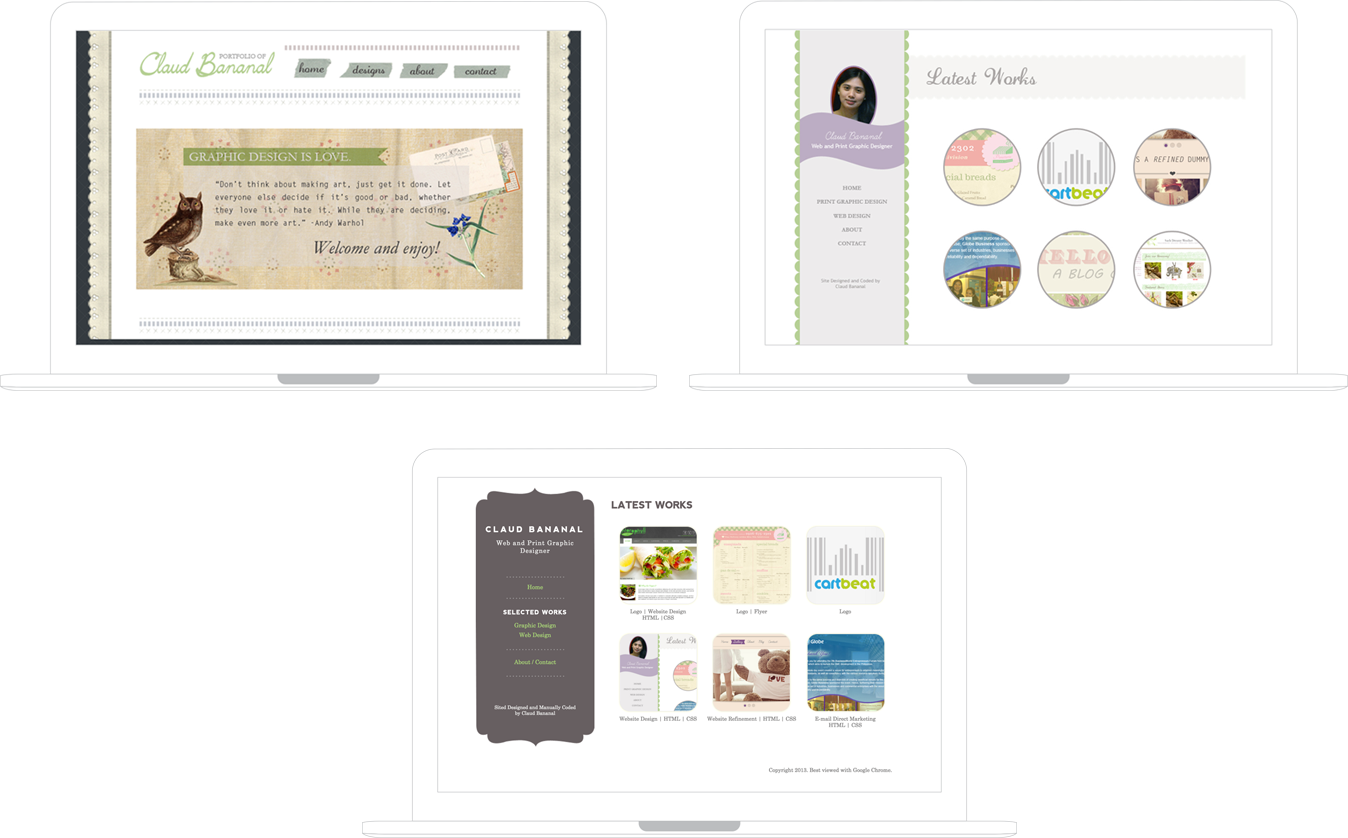 PORTFOLIO OF
Claud Bananal
home designs about contact
GRAPHIC DESIGN IS LOVE.
POST CARD
“Don’t think about making art, just get it done. Let
everyone else decide if it’s good or bad, whether
they love it or hate it. While they are deciding,
make even more art.” -Andy Warhol
Welcome and enjoy!
Claud Bananal
Web and Print Graphic Designer
HOME
PRINT GRAPHIC DESIGN
WEB DESIGN
ABOUT
CONTACT
Site Designed and Coded by
Claud Bananal
Latest Works
2302
cial breads
artbeat
S A REFINED DUMMY
ELLO
A BLOG
CLAUD BANANAL
Web and Print Graphic
Designer
Home
SELECTED WORKS
Graphic Design
Web Design
About / Contact
Sited Designed and Manually Coded
by Claud Bananal
LATEST WORKS
Logo | Website Design
HTML |CSS
Logo | Flyer
cartbeat
Logo
Latest W
Website Design | HTML | CSS
LOVE
Website Refinement | HTML | CSS
Globe
E-mail Direct Marketing
HTML | CSS
Copyright 2013. Best viewed with Google Chrome.